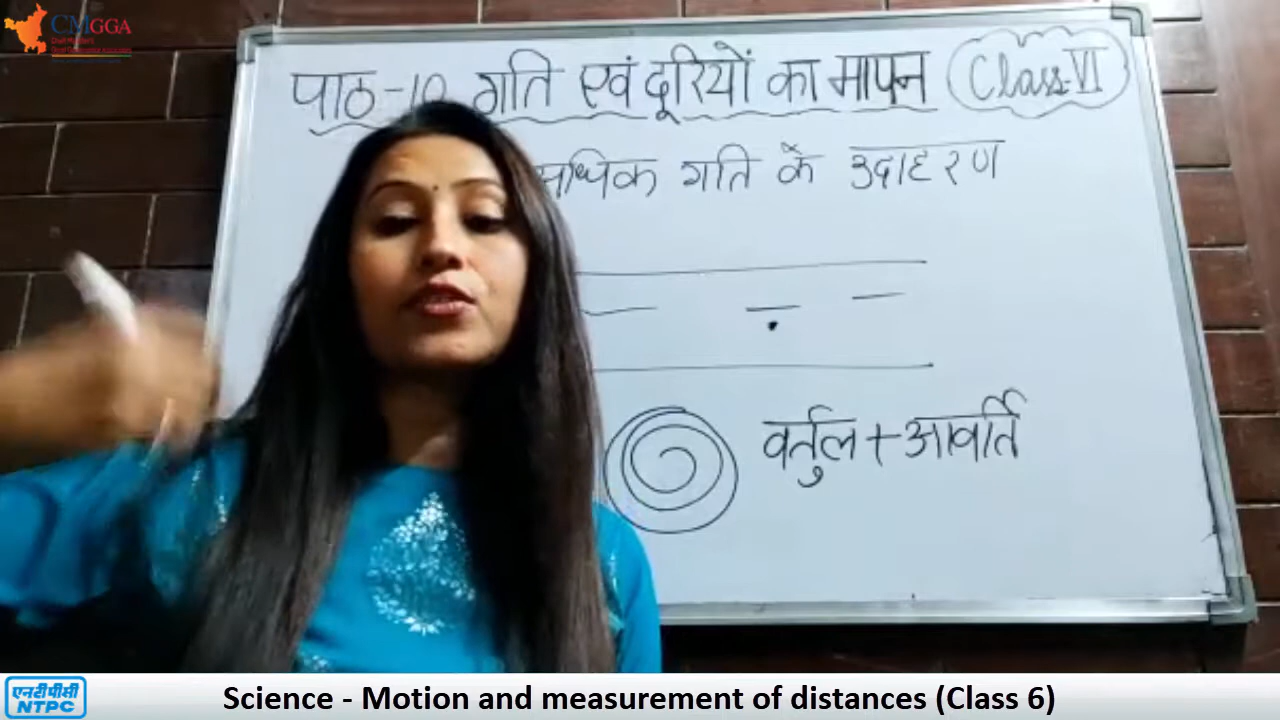 CMGGA
पाठ-10 गति एवं दूरियों का मापन Class-VI
गति के उदाहरण
वर्तुल + आवर्ति
एनटीपीसी
NTPC
Science - Motion and measurement of distances (Class 6)